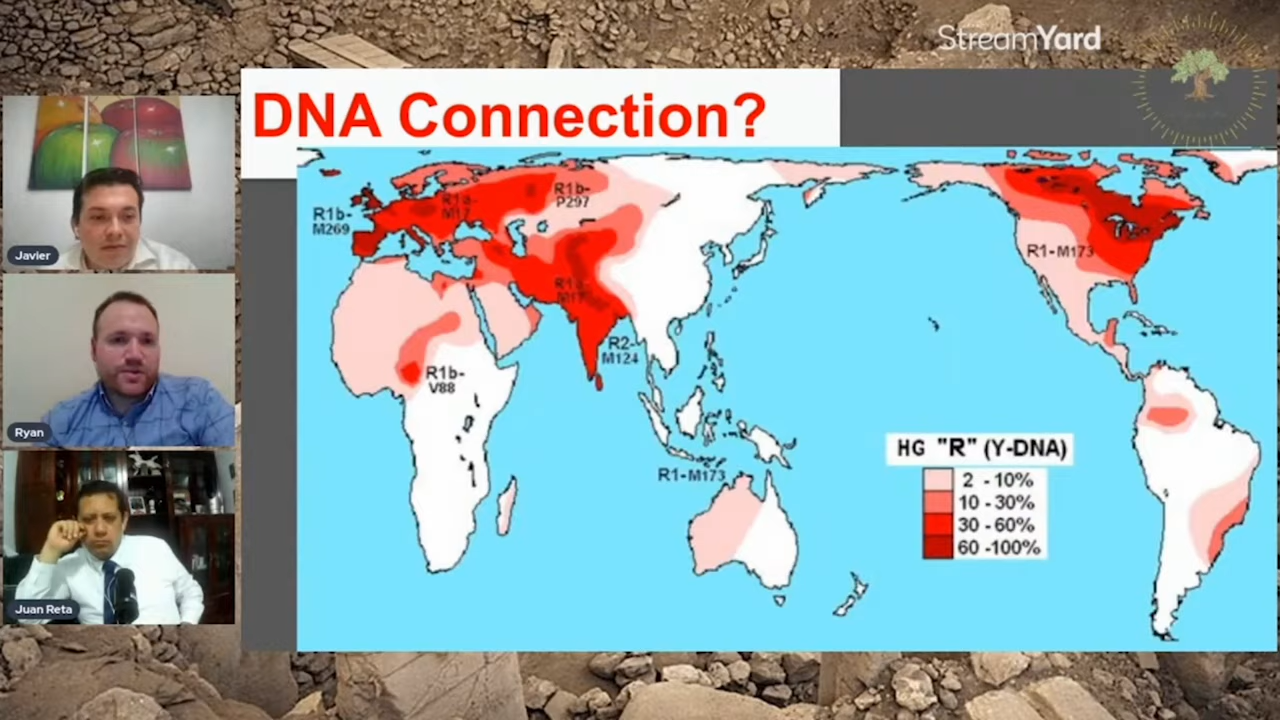 StreamYard
DNA Connection?
Javier
Ryan
Juan Reta
R1b-
M269
R1a-
M17
R1b-
P297
R1a-
M17
R2-
M124
R1b-
V88
R1-M173
R1-M173
HG "R" (Y-DNA)
2 - 10%
10 - 30%
30 - 60%
60 -100%